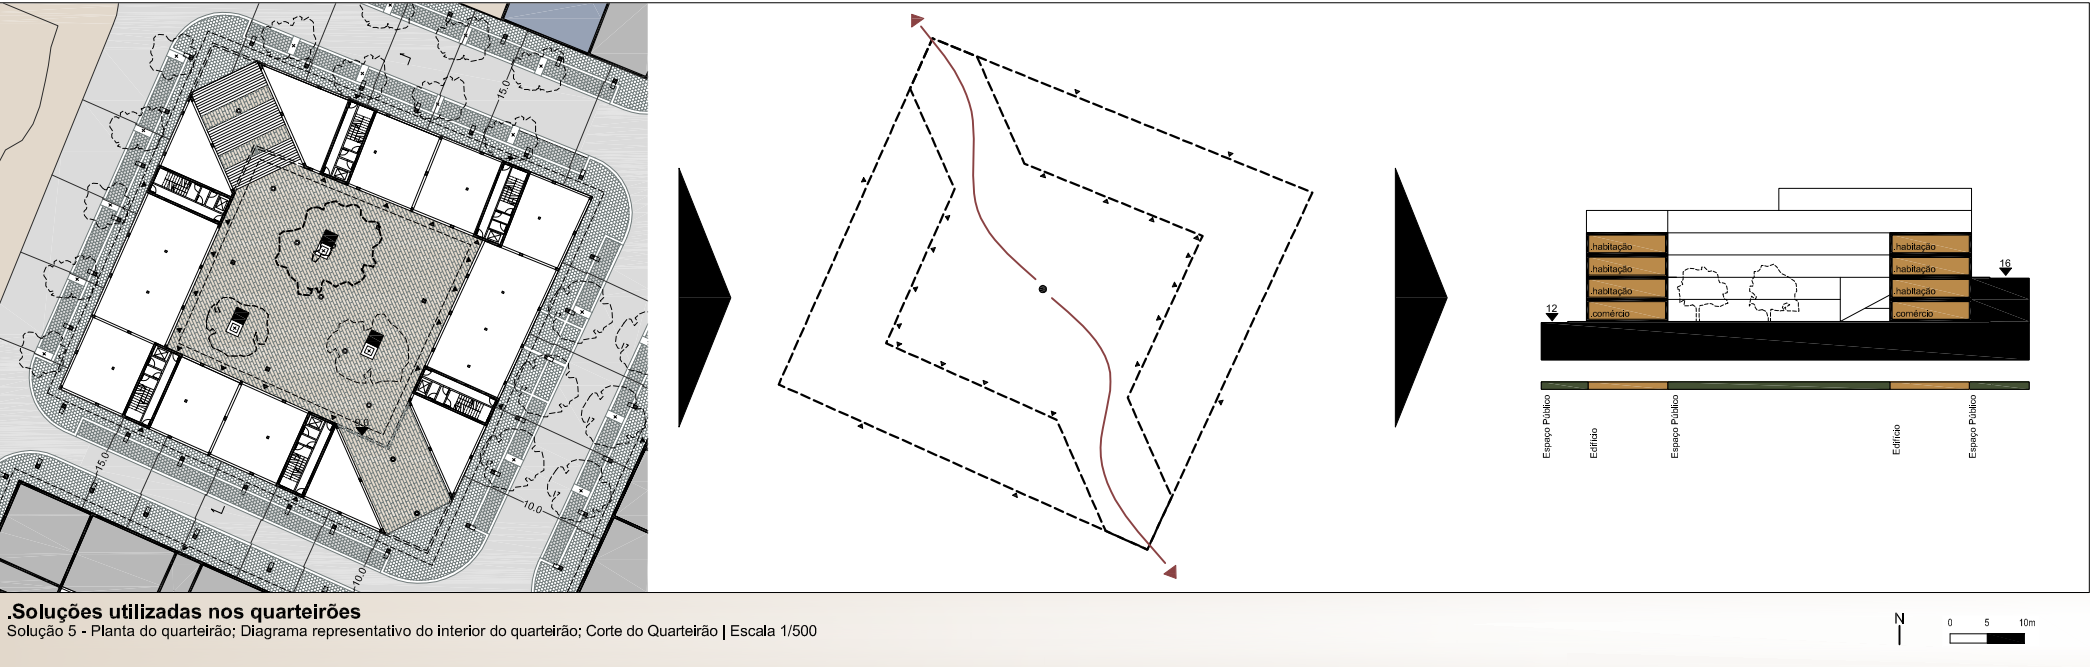 15.0
15.0
10.0
10.0
.habitação
.habitação
.habitação
.comércio
.habitação
.habitação
.habitação
.comércio
12
16
Espaço Público
Edifício
Espaço Público
Edifício
Espaço Público
.Soluções utilizadas nos quarteirões
Solução 5 - Planta do quarteirão; Diagrama representativo do interior do quarteirão; Corte do Quarteirão | Escala 1/500
N
0 5 10m